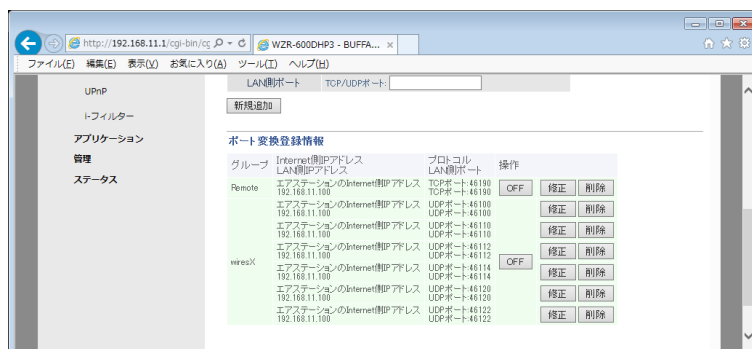 http://192.168.11.1/cgi-bin/cg
WZR-600DHP3 - BUFFA...
ファイル(F) 編集(E) 表示(V) お気に入り(A) ツール(T) ヘルプ(H)
UPnP
i-フィルター
アプリケーション
管理
ステータス
LAN側ポート TCP/UDPポート:
新規追加
ポート変換登録情報
グループ Internet側IPアドレス プロトコル 操作
LAN側IPアドレス LAN側ポート
Remote エアステーションのInternet側IPアドレス TCPポート:46190 OFF 修正 削除
192.168.11.100 TCPポート:46190
wiresX エアステーションのInternet側IPアドレス UDPポート:46100 OFF 修正 削除
192.168.11.100 UDPポート:46100
エアステーションのInternet側IPアドレス UDPポート:46110 修正 削除
192.168.11.100 UDPポート:46110
エアステーションのInternet側IPアドレス UDPポート:46112 修正 削除
192.168.11.100 UDPポート:46112
エアステーションのInternet側IPアドレス UDPポート:46114 修正 削除
192.168.11.100 UDPポート:46114
エアステーションのInternet側IPアドレス UDPポート:46120 修正 削除
192.168.11.100 UDPポート:46120
エアステーションのInternet側IPアドレス UDPポート:46122 修正 削除
192.168.11.100 UDPポート:46122